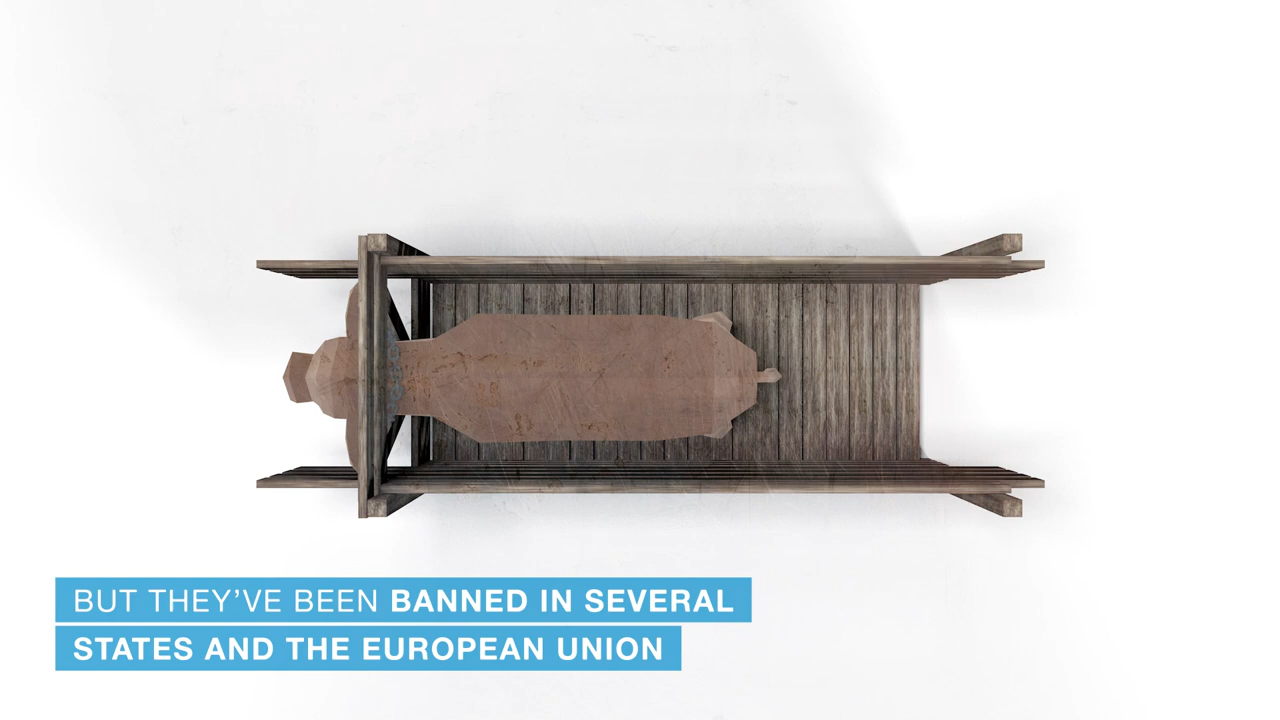 BUT THEY’VE BEEN BANNED IN SEVERAL
STATES AND THE EUROPEAN UNION